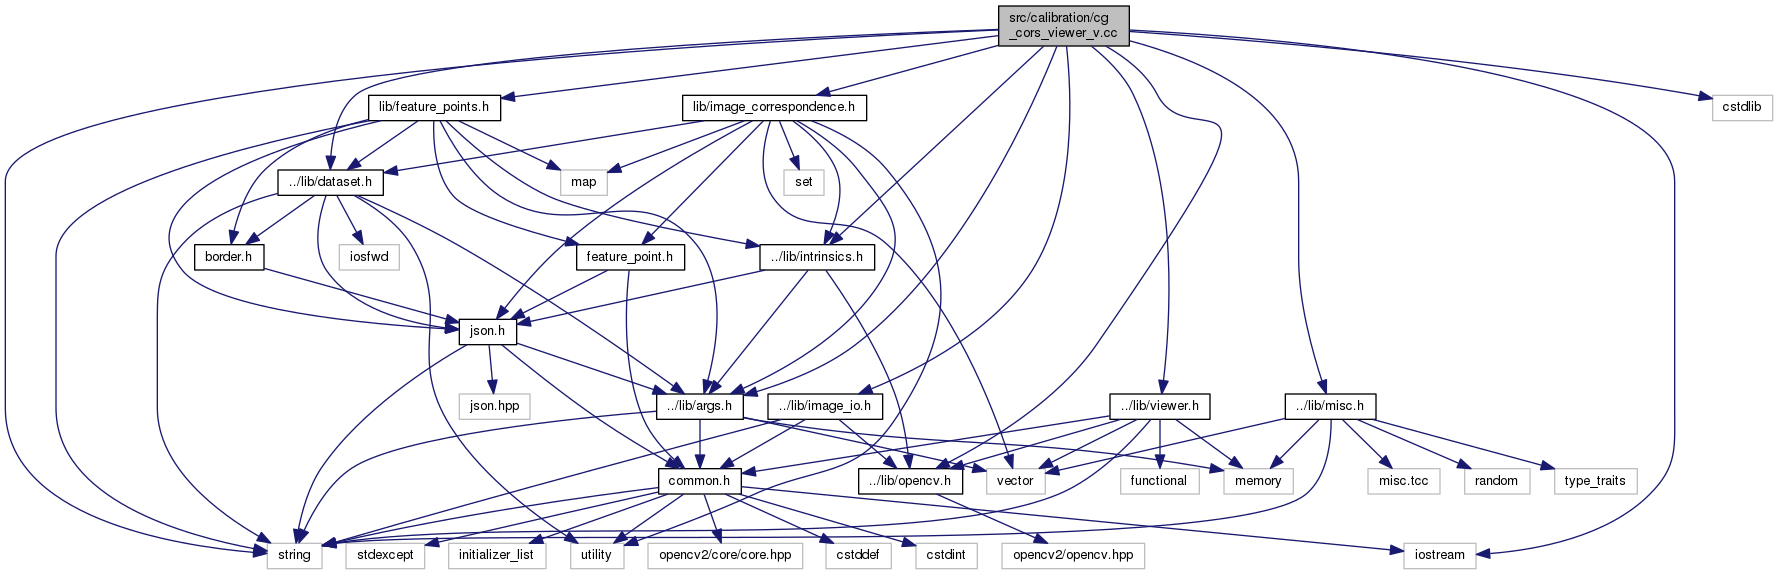 src/calibration/cg
_cors_viewer_v.cc
lib/feature_points.h
lib/image_correspondence.h
cstdlib
../lib/dataset.h
map
set
border.h
iosfwd
feature_point.h
../lib/intrinsics.h
json.h
json.hpp
../lib/args.h
../lib/image_io.h
../lib/viewer.h
../lib/misc.h
common.h
../lib/opencv.h
vector
functional
memory
misc.tcc
random
type_traits
string
stdexcept
initializer_list
utility
opencv2/core/core.hpp
cstddef
cstdint
opencv2/opencv.hpp
iostream